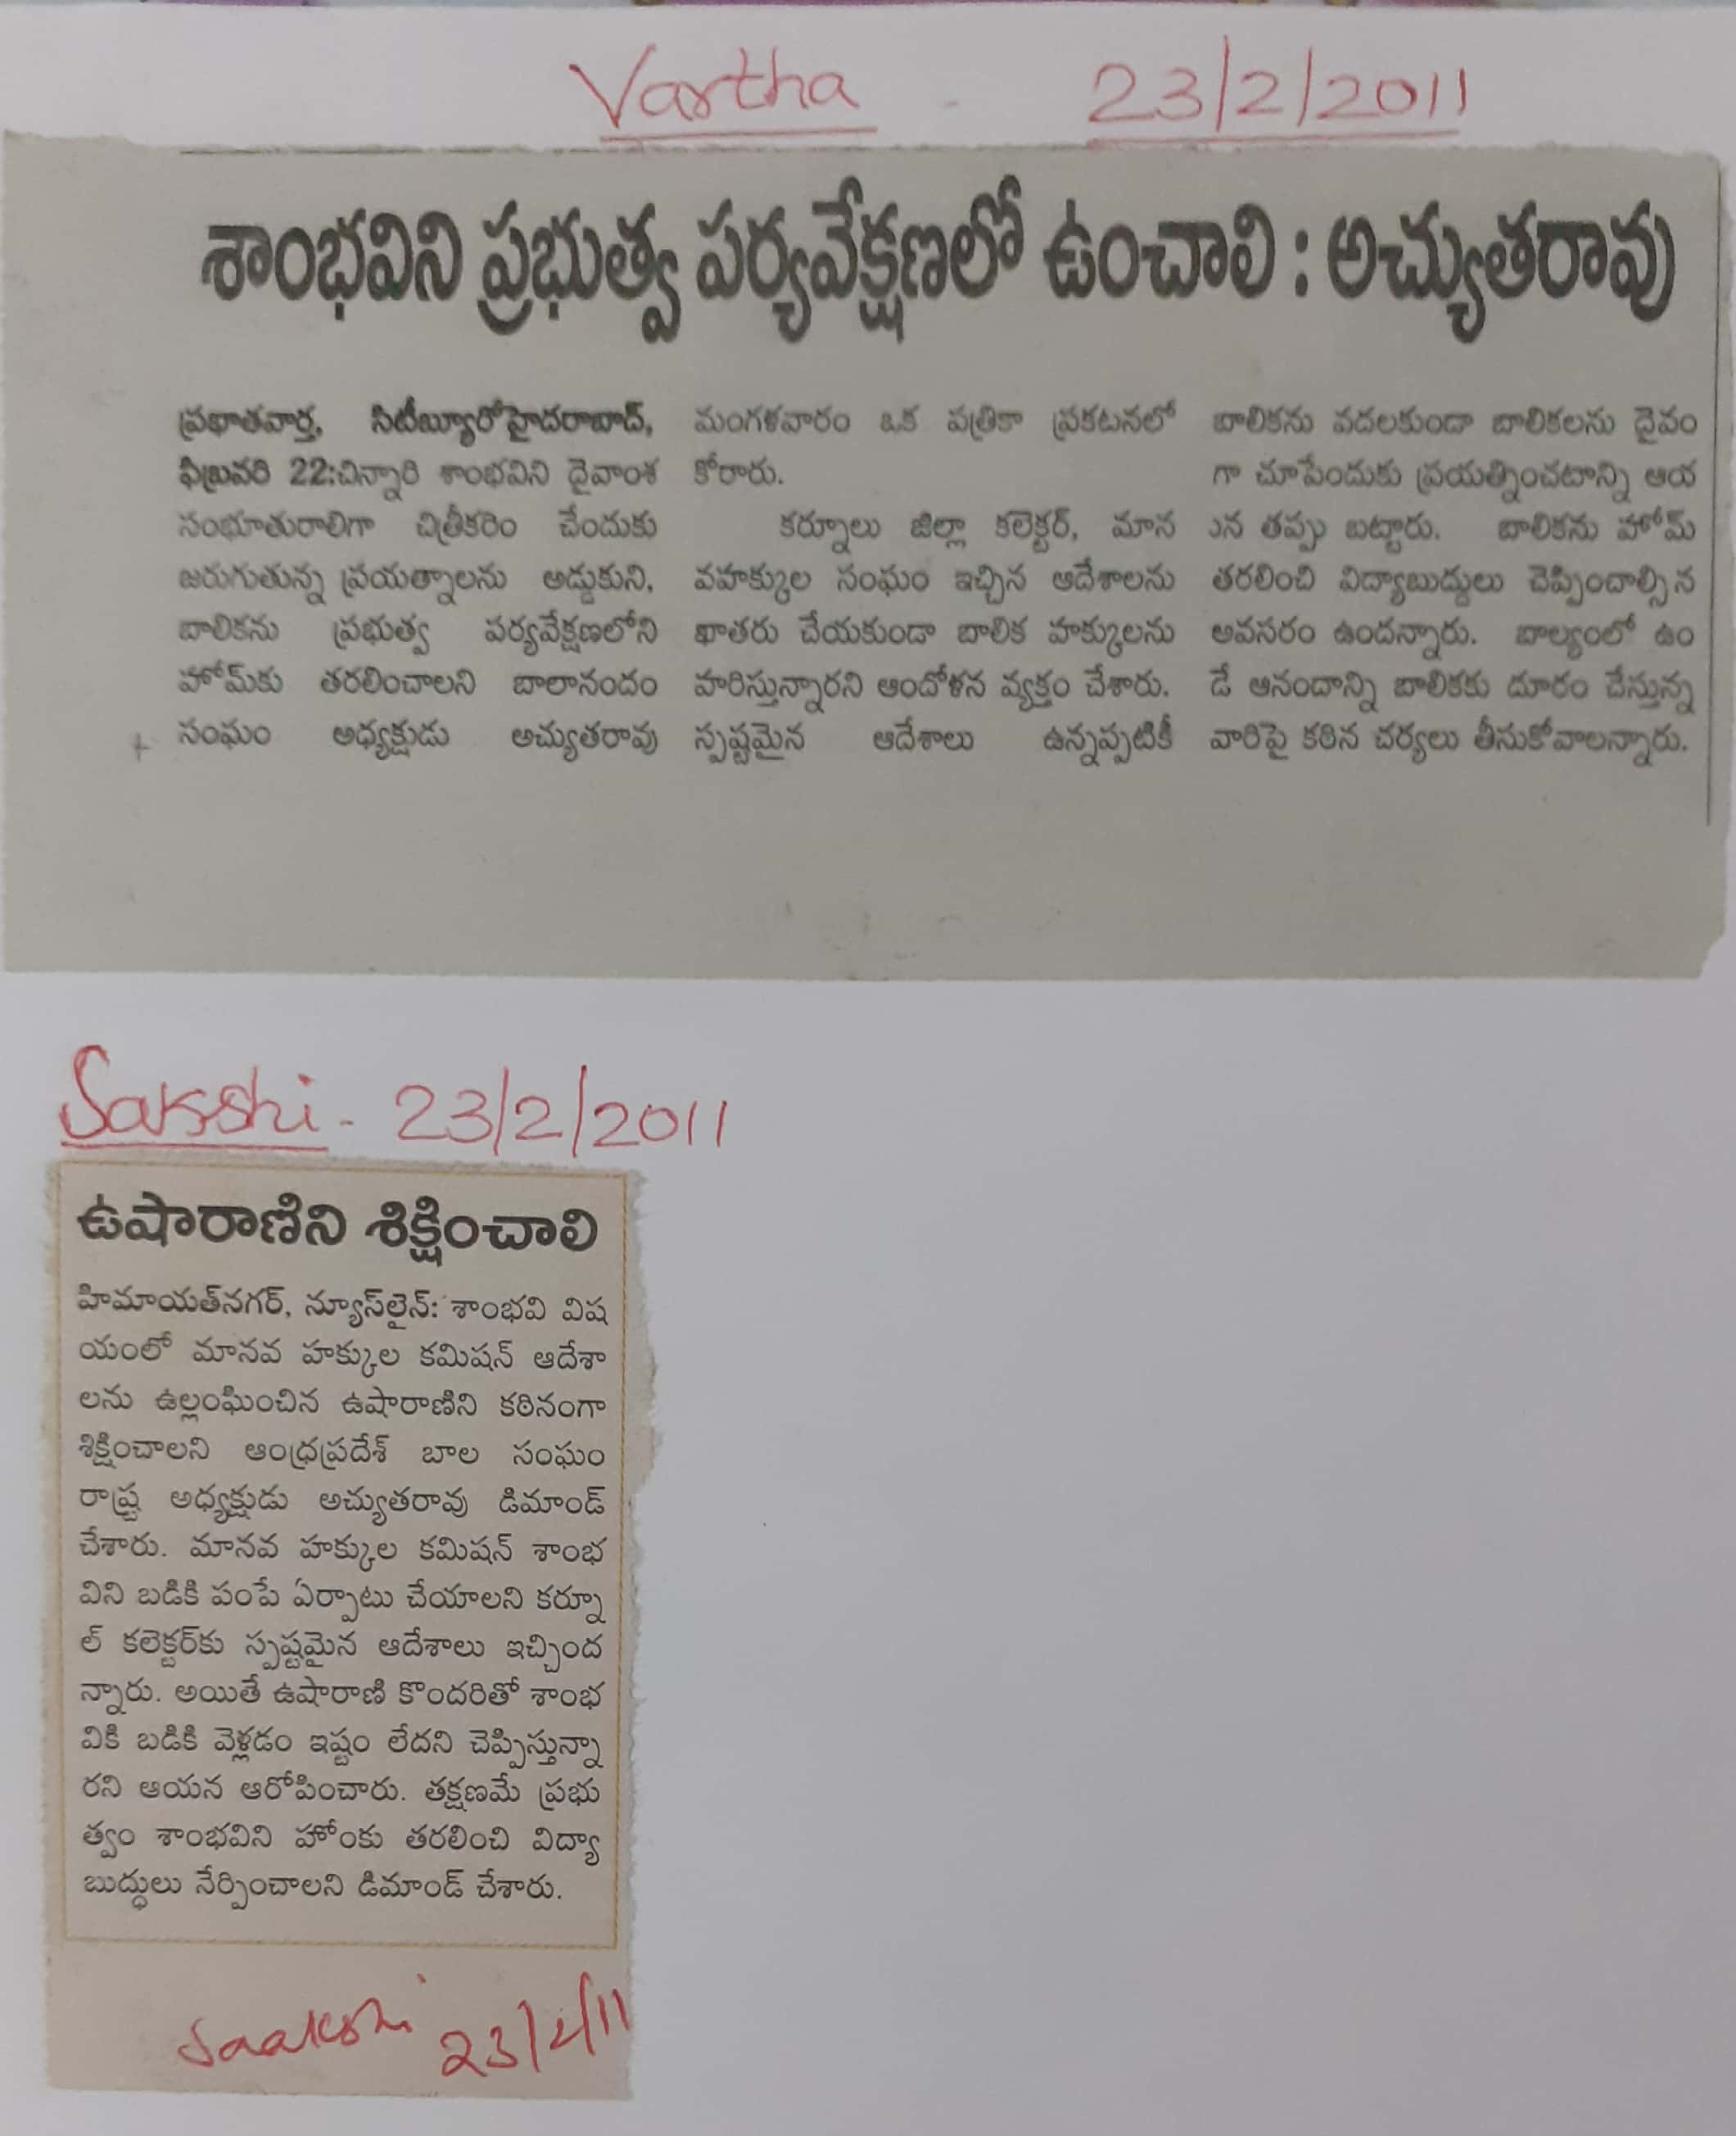 Vartha - 23/2/2011
శాంభవిని ప్రభుత్వ పర్యవేక్షణలో ఉంచాలి : అచ్యుతరావు
ప్రభాతవార్త, సిటీబ్యూరోహైదరాబాద్,
ఫిబ్రవరి 22:చిన్నారి శాంభవిని దైవాంశ
సంభూతురాలిగా చిత్రీకరిం చేందుకు
జరుగుతున్న ప్రయత్నాలను అడ్డుకుని,
బాలికను ప్రభుత్వ పర్యవేక్షణలోని
హోమ్‌కు తరలించాలని బాలానందం
సంఘం అధ్యక్షుడు అచ్యుతరావు
మంగళవారం ఒక పత్రికా ప్రకటనలో
కోరారు.
కర్నూలు జిల్లా కలెక్టర్, మాన
వహక్కుల సంఘం ఇచ్చిన ఆదేశాలను
ఖాతరు చేయకుండా బాలిక హక్కులను
హరిస్తున్నారని ఆందోళన వ్యక్తం చేశారు.
స్పష్టమైన ఆదేశాలు ఉన్నప్పటికీ
బాలికను వదలకుండా బాలికలను దైవం
గా చూపేందుకు ప్రయత్నించటాన్ని ఆయ
న తప్పు బట్టారు. బాలికను హోమ్
తరలించి విద్యాబుద్దులు చెప్పించాల్సిన
అవసరం ఉందన్నారు. బాల్యంలో ఉం
డే ఆనందాన్ని బాలికకు దూరం చేస్తున్న
వారిపై కఠిన చర్యలు తీసుకోవాలన్నారు.
Sakshi - 23/2/2011
ఉషారాణిని శిక్షించాలి
హిమాయత్‌నగర్, న్యూస్‌లైన్: శాంభవి విష
యంలో మానవ హక్కుల కమిషన్ ఆదేశా
లను ఉల్లంఘించిన ఉషారాణిని కఠినంగా
శిక్షించాలని ఆంధ్రప్రదేశ్ బాల సంఘం
రాష్ట్ర అధ్యక్షుడు అచ్యుతరావు డిమాండ్
చేశారు. మానవ హక్కుల కమిషన్ శాంభ
విని బడికి పంపే ఏర్పాటు చేయాలని కర్నూ
ల్ కలెక్టర్‌కు స్పష్టమైన ఆదేశాలు ఇచ్చింద
న్నారు. అయితే ఉషారాణి కొందరితో శాంభ
వికి బడికి వెళ్లడం ఇష్టం లేదని చెప్పిస్తున్నా
రని ఆయన ఆరోపించారు. తక్షణమే ప్రభు
త్వం శాంభవిని హోంకు తరలించి విద్యా
బుద్ధులు నేర్పించాలని డిమాండ్ చేశారు.
Saakshi 23/2/11